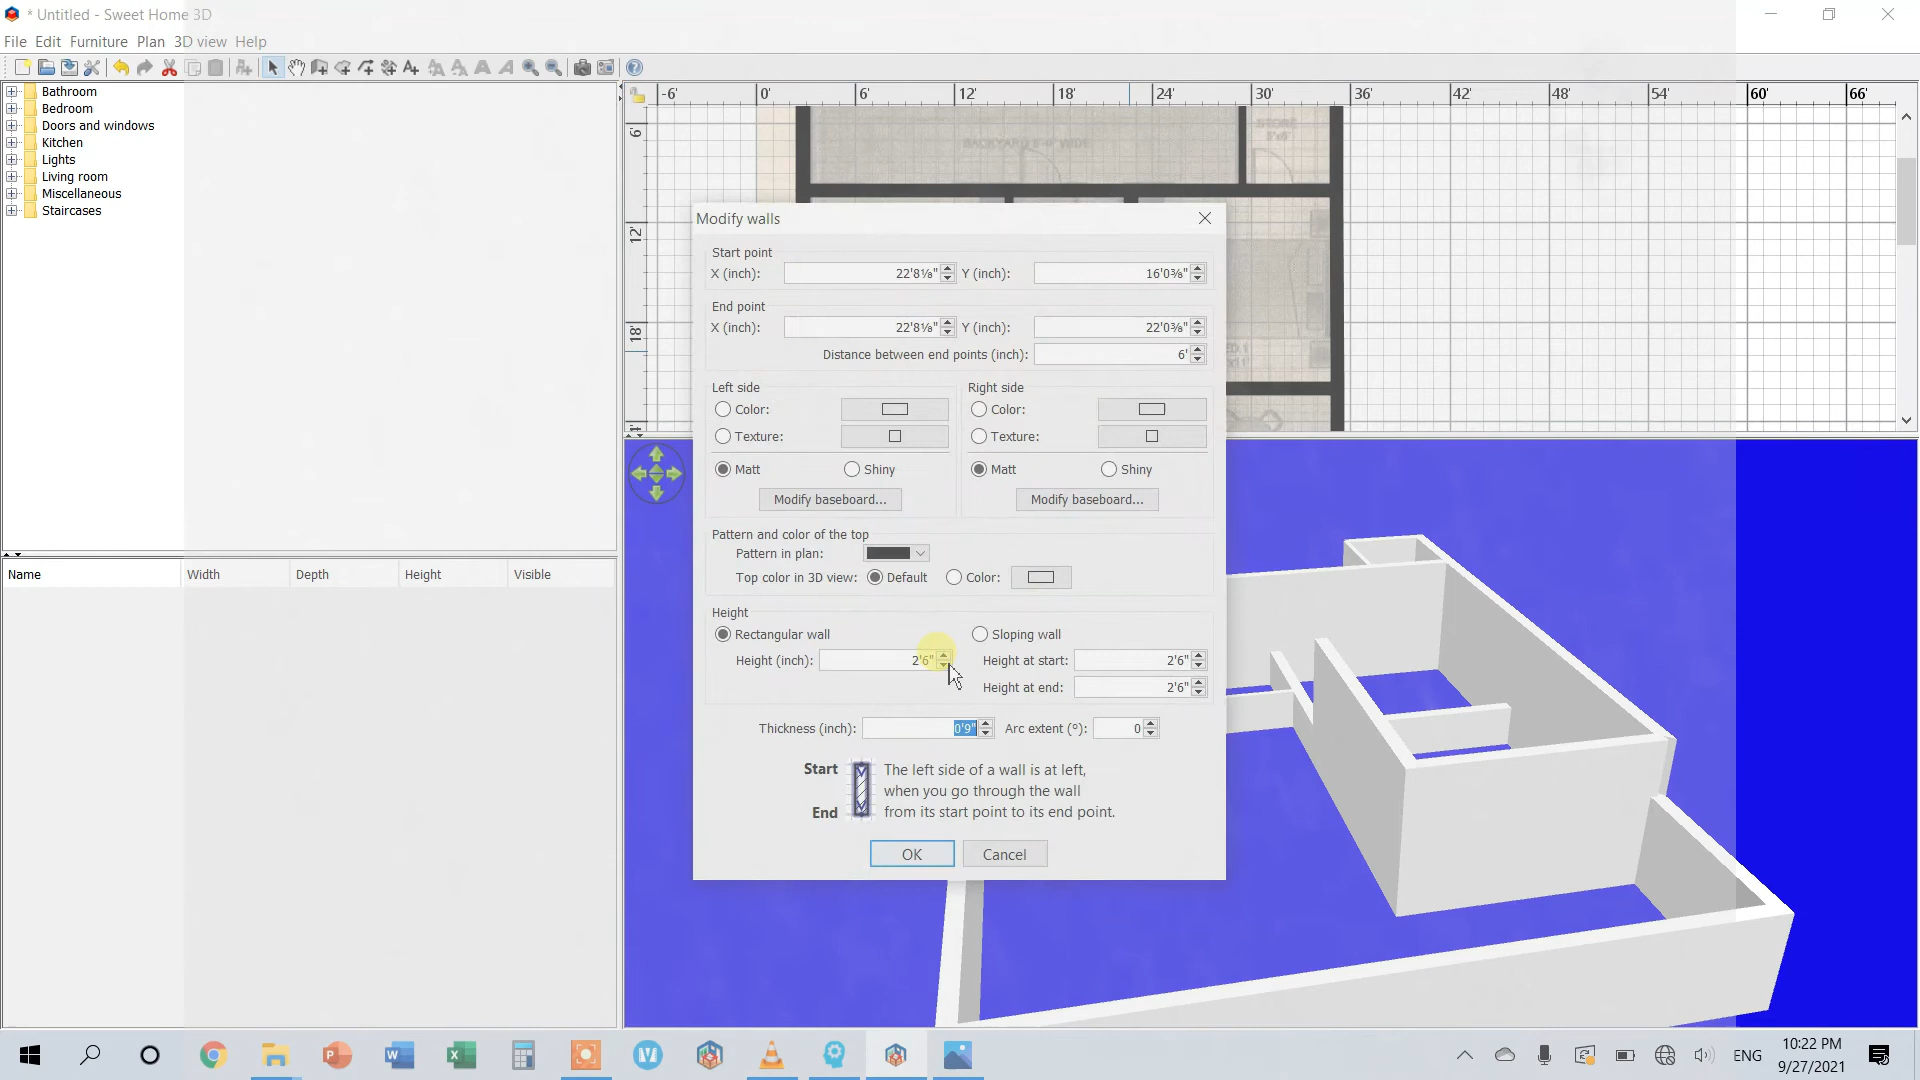 * Untitled - Sweet Home 3D
File Edit Furniture Plan 3D view Help
Bathroom
Bedroom
Doors and windows
Kitchen
Lights
Living room
Miscellaneous
Staircases
-6' 0' 6' 12' 18' 24' 30' 36' 42' 48' 54' 60' 66'
6'
12'
18'
BACKYARD 5'-0" WIDE
STORE
Modify walls
Start point
X (inch): 22'8⅛" Y (inch): 16'0⅜"
End point
X (inch): 22'8⅛" Y (inch): 22'0⅜"
Distance between end points (inch): 6'
Left side Right side
Color: Color:
Texture: Texture:
Matt Shiny Matt Shiny
Modify baseboard... Modify baseboard...
Pattern and color of the top
Pattern in plan:
Top color in 3D view: Default Color:
Height
Rectangular wall Sloping wall
Height (inch): 2'6" Height at start: 2'6"
Height at end: 2'6"
Thickness (inch): 0'9" Arc extent (°): 0
Start
End
The left side of a wall is at left,
when you go through the wall
from its start point to its end point.
OK Cancel
Name Width Depth Height Visible
ENG
10:22 PM
9/27/2021